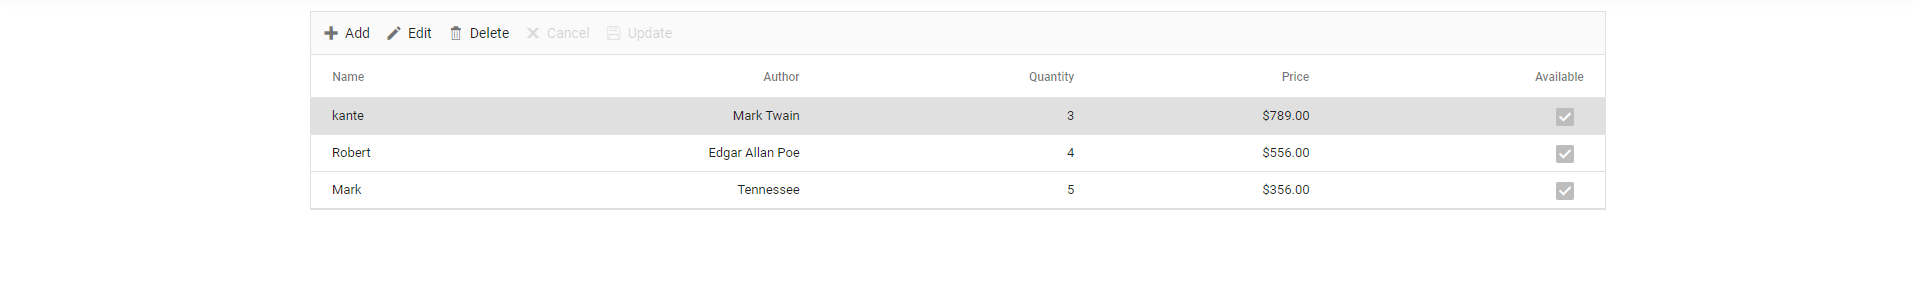 Add Edit Delete Cancel Update
Name Author Quantity Price Available
kante Mark Twain 3 $789.00
Robert Edgar Allan Poe 4 $556.00
Mark Tennessee 5 $356.00